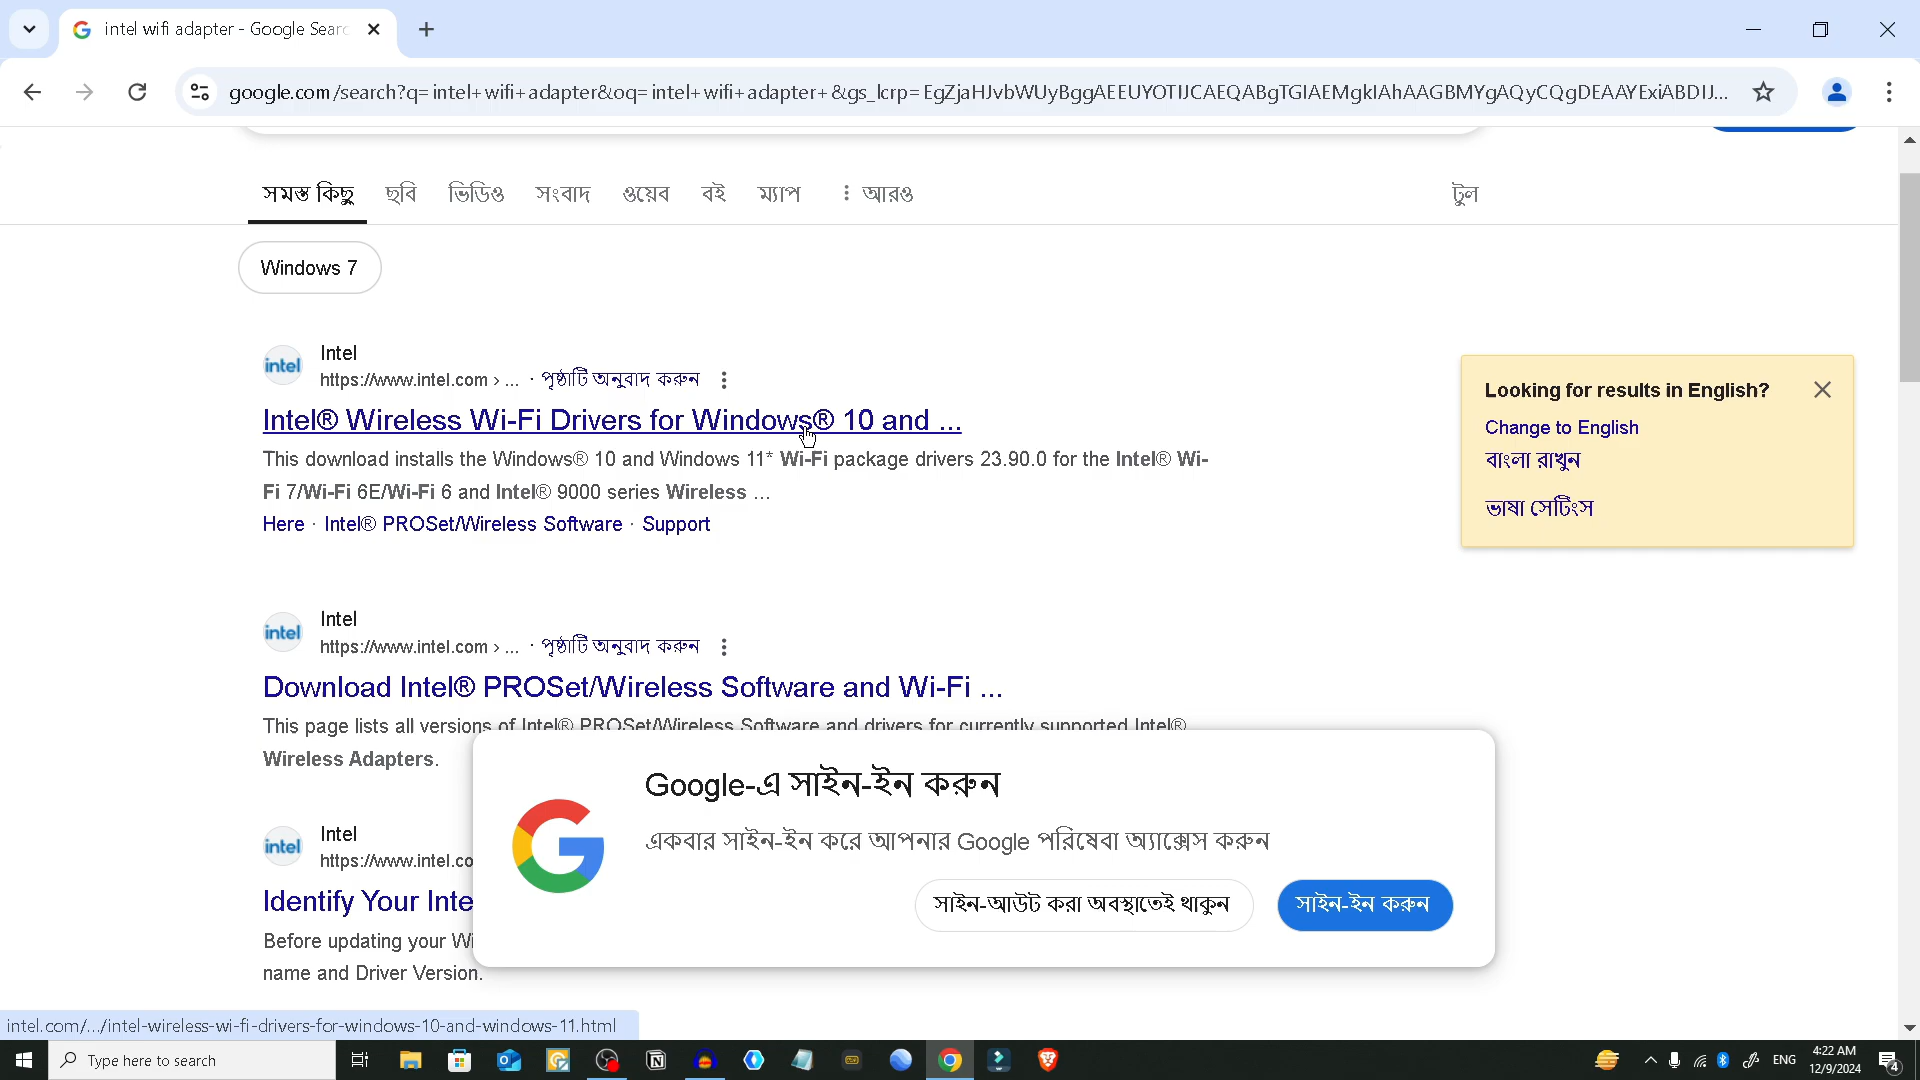 intel wifi adapter - Google Searc
google.com/search?q=intel+wifi+adapter&oq=intel+wifi+adapter+&gs_lcrp=EgZjaHJvbWUyBggAEEUYOTIJCAEQABgTGIAEMgkIAhAAGBMYgAQyCQgDEAAYExiABDIJ...
সমস্ত কিছু ছবি ভিডিও সংবাদ ওয়েব বই ম্যাপ আরও টুল
Windows 7
intel Intel
https://www.intel.com › ... · পৃষ্ঠাটি অনুবাদ করুন
Intel® Wireless Wi-Fi Drivers for Windows® 10 and ...
This download installs the Windows® 10 and Windows 11* Wi-Fi package drivers 23.90.0 for the Intel® Wi-
Fi 7/Wi-Fi 6E/Wi-Fi 6 and Intel® 9000 series Wireless ...
Here · Intel® PROSet/Wireless Software · Support
Looking for results in English?
Change to English
বাংলা রাখুন
ভাষা সেটিংস
intel Intel
https://www.intel.com › ... · পৃষ্ঠাটি অনুবাদ করুন
Download Intel® PROSet/Wireless Software and Wi-Fi ...
This page lists all versions of Intel® PROSet/Wireless Software and drivers for currently supported Intel®
Wireless Adapters.
intel Intel
https://www.intel.co
Identify Your Inte
Before updating your Wi
name and Driver Version.
Google-এ সাইন-ইন করুন
একবার সাইন-ইন করে আপনার Google পরিষেবা অ্যাক্সেস করুন
সাইন-আউট করা অবস্থাতেই থাকুন সাইন-ইন করুন
intel.com/.../intel-wireless-wi-fi-drivers-for-windows-10-and-windows-11.html
Type here to search
ENG
4:22 AM
12/9/2024
4